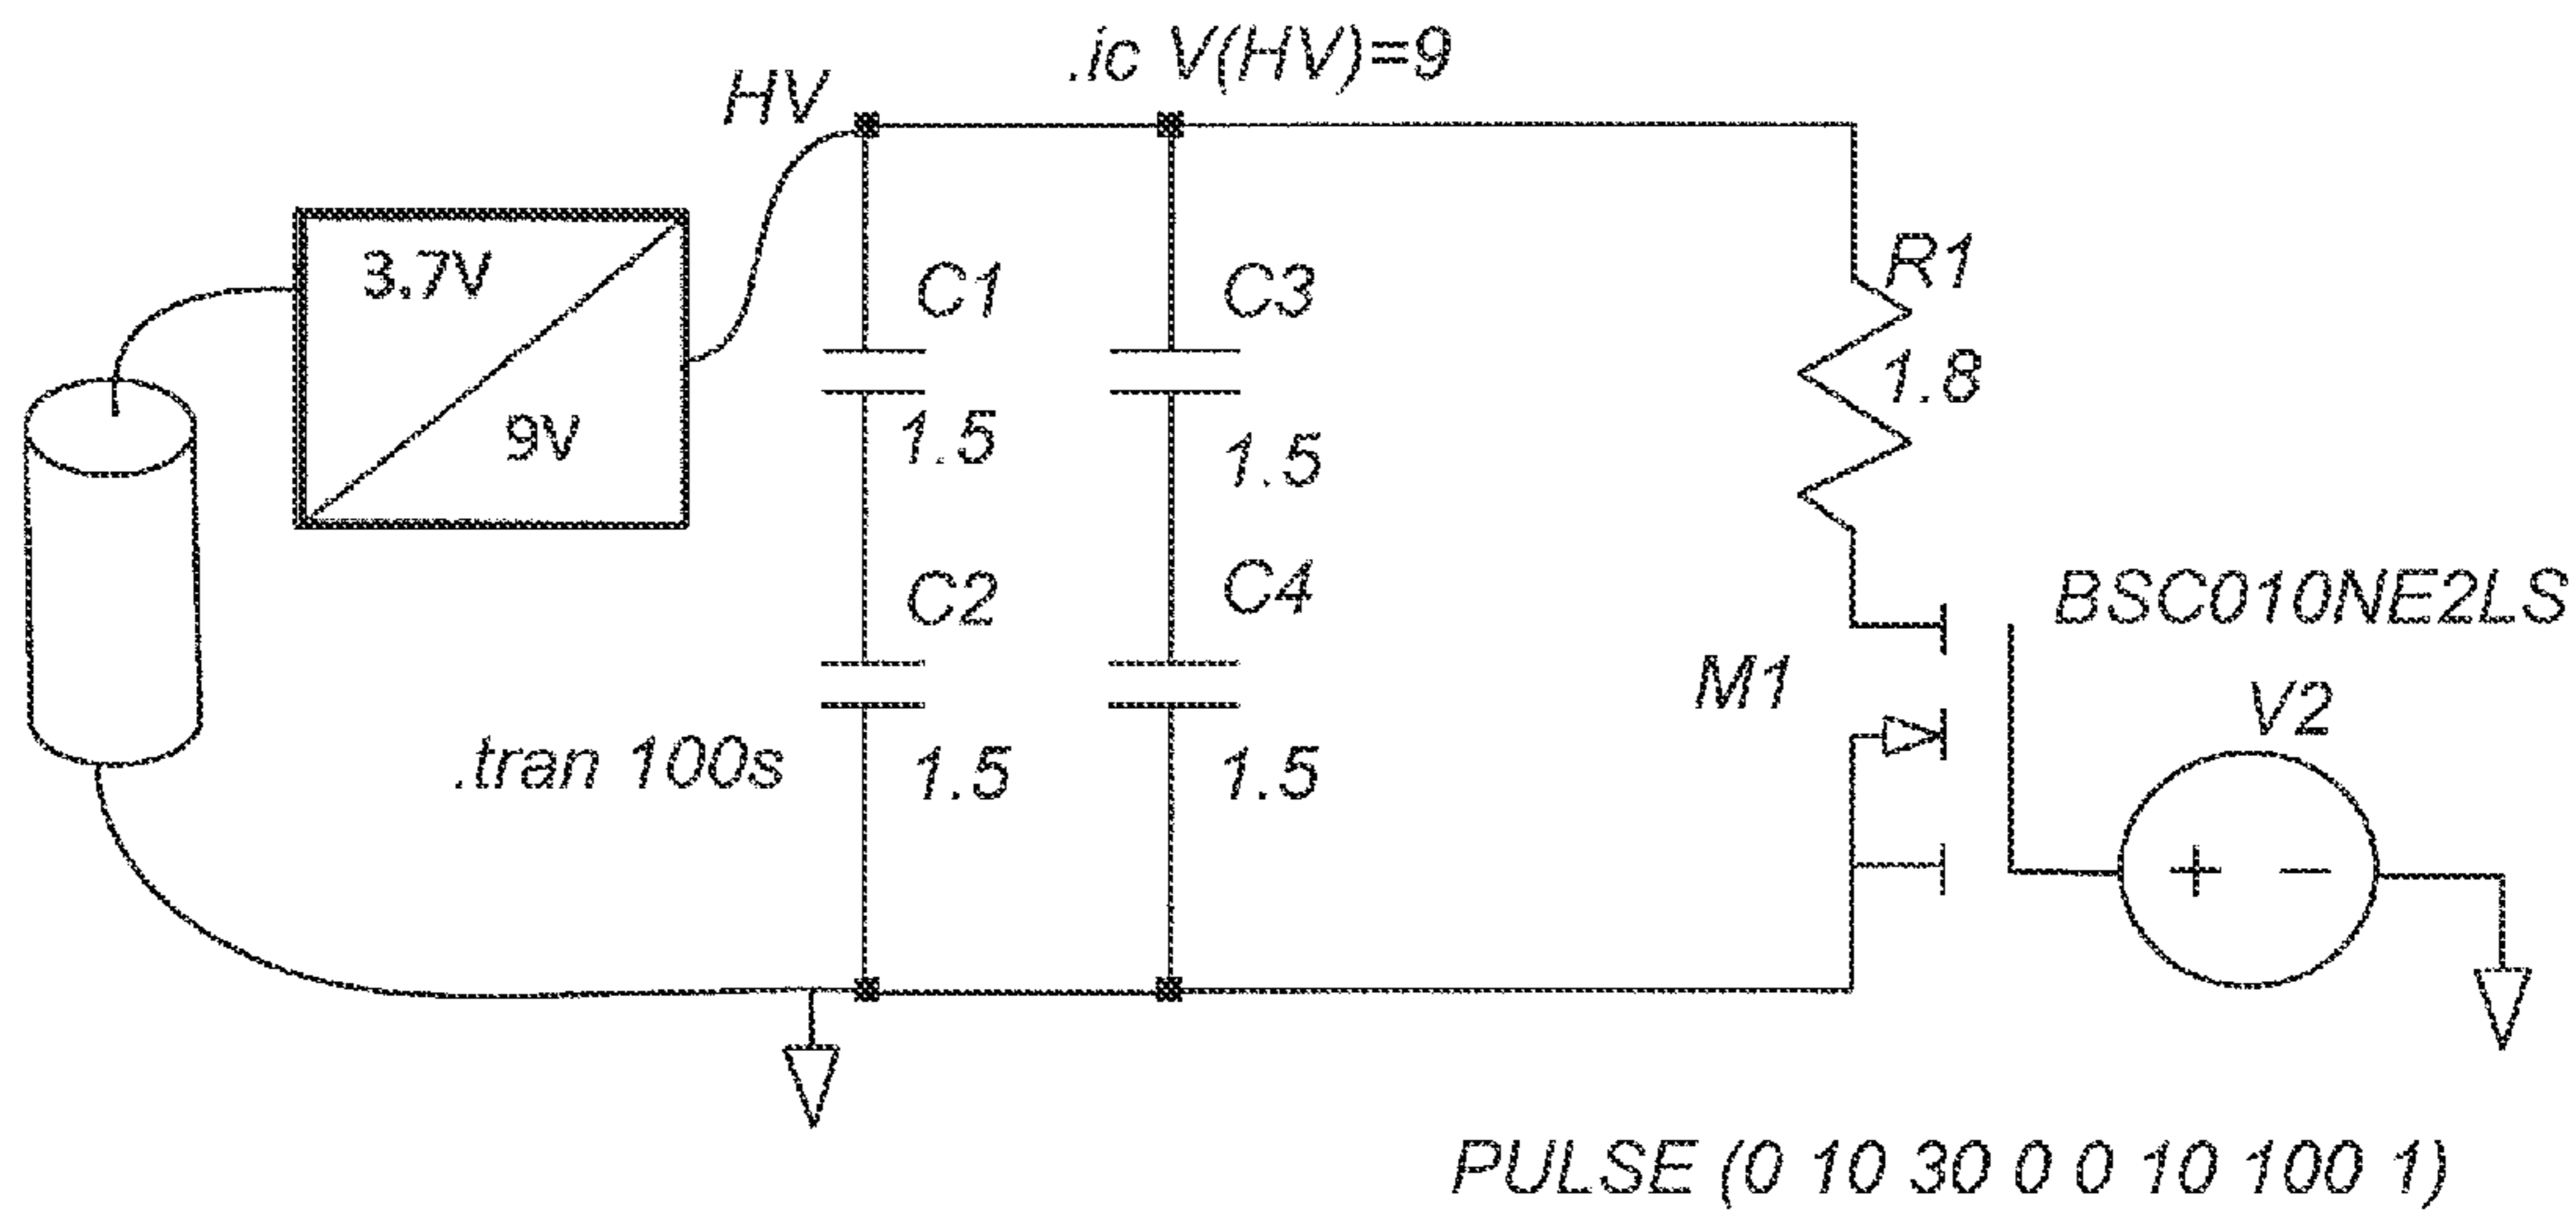 .ic V(HV)=9
HV
3.7V
9V
C1
1.5
C3
1.5
R1
1.8
C2
1.5
C4
1.5
M1
BSC010NE2LS
V2
+ −
.tran 100s
PULSE (0 10 30 0 0 10 100 1)